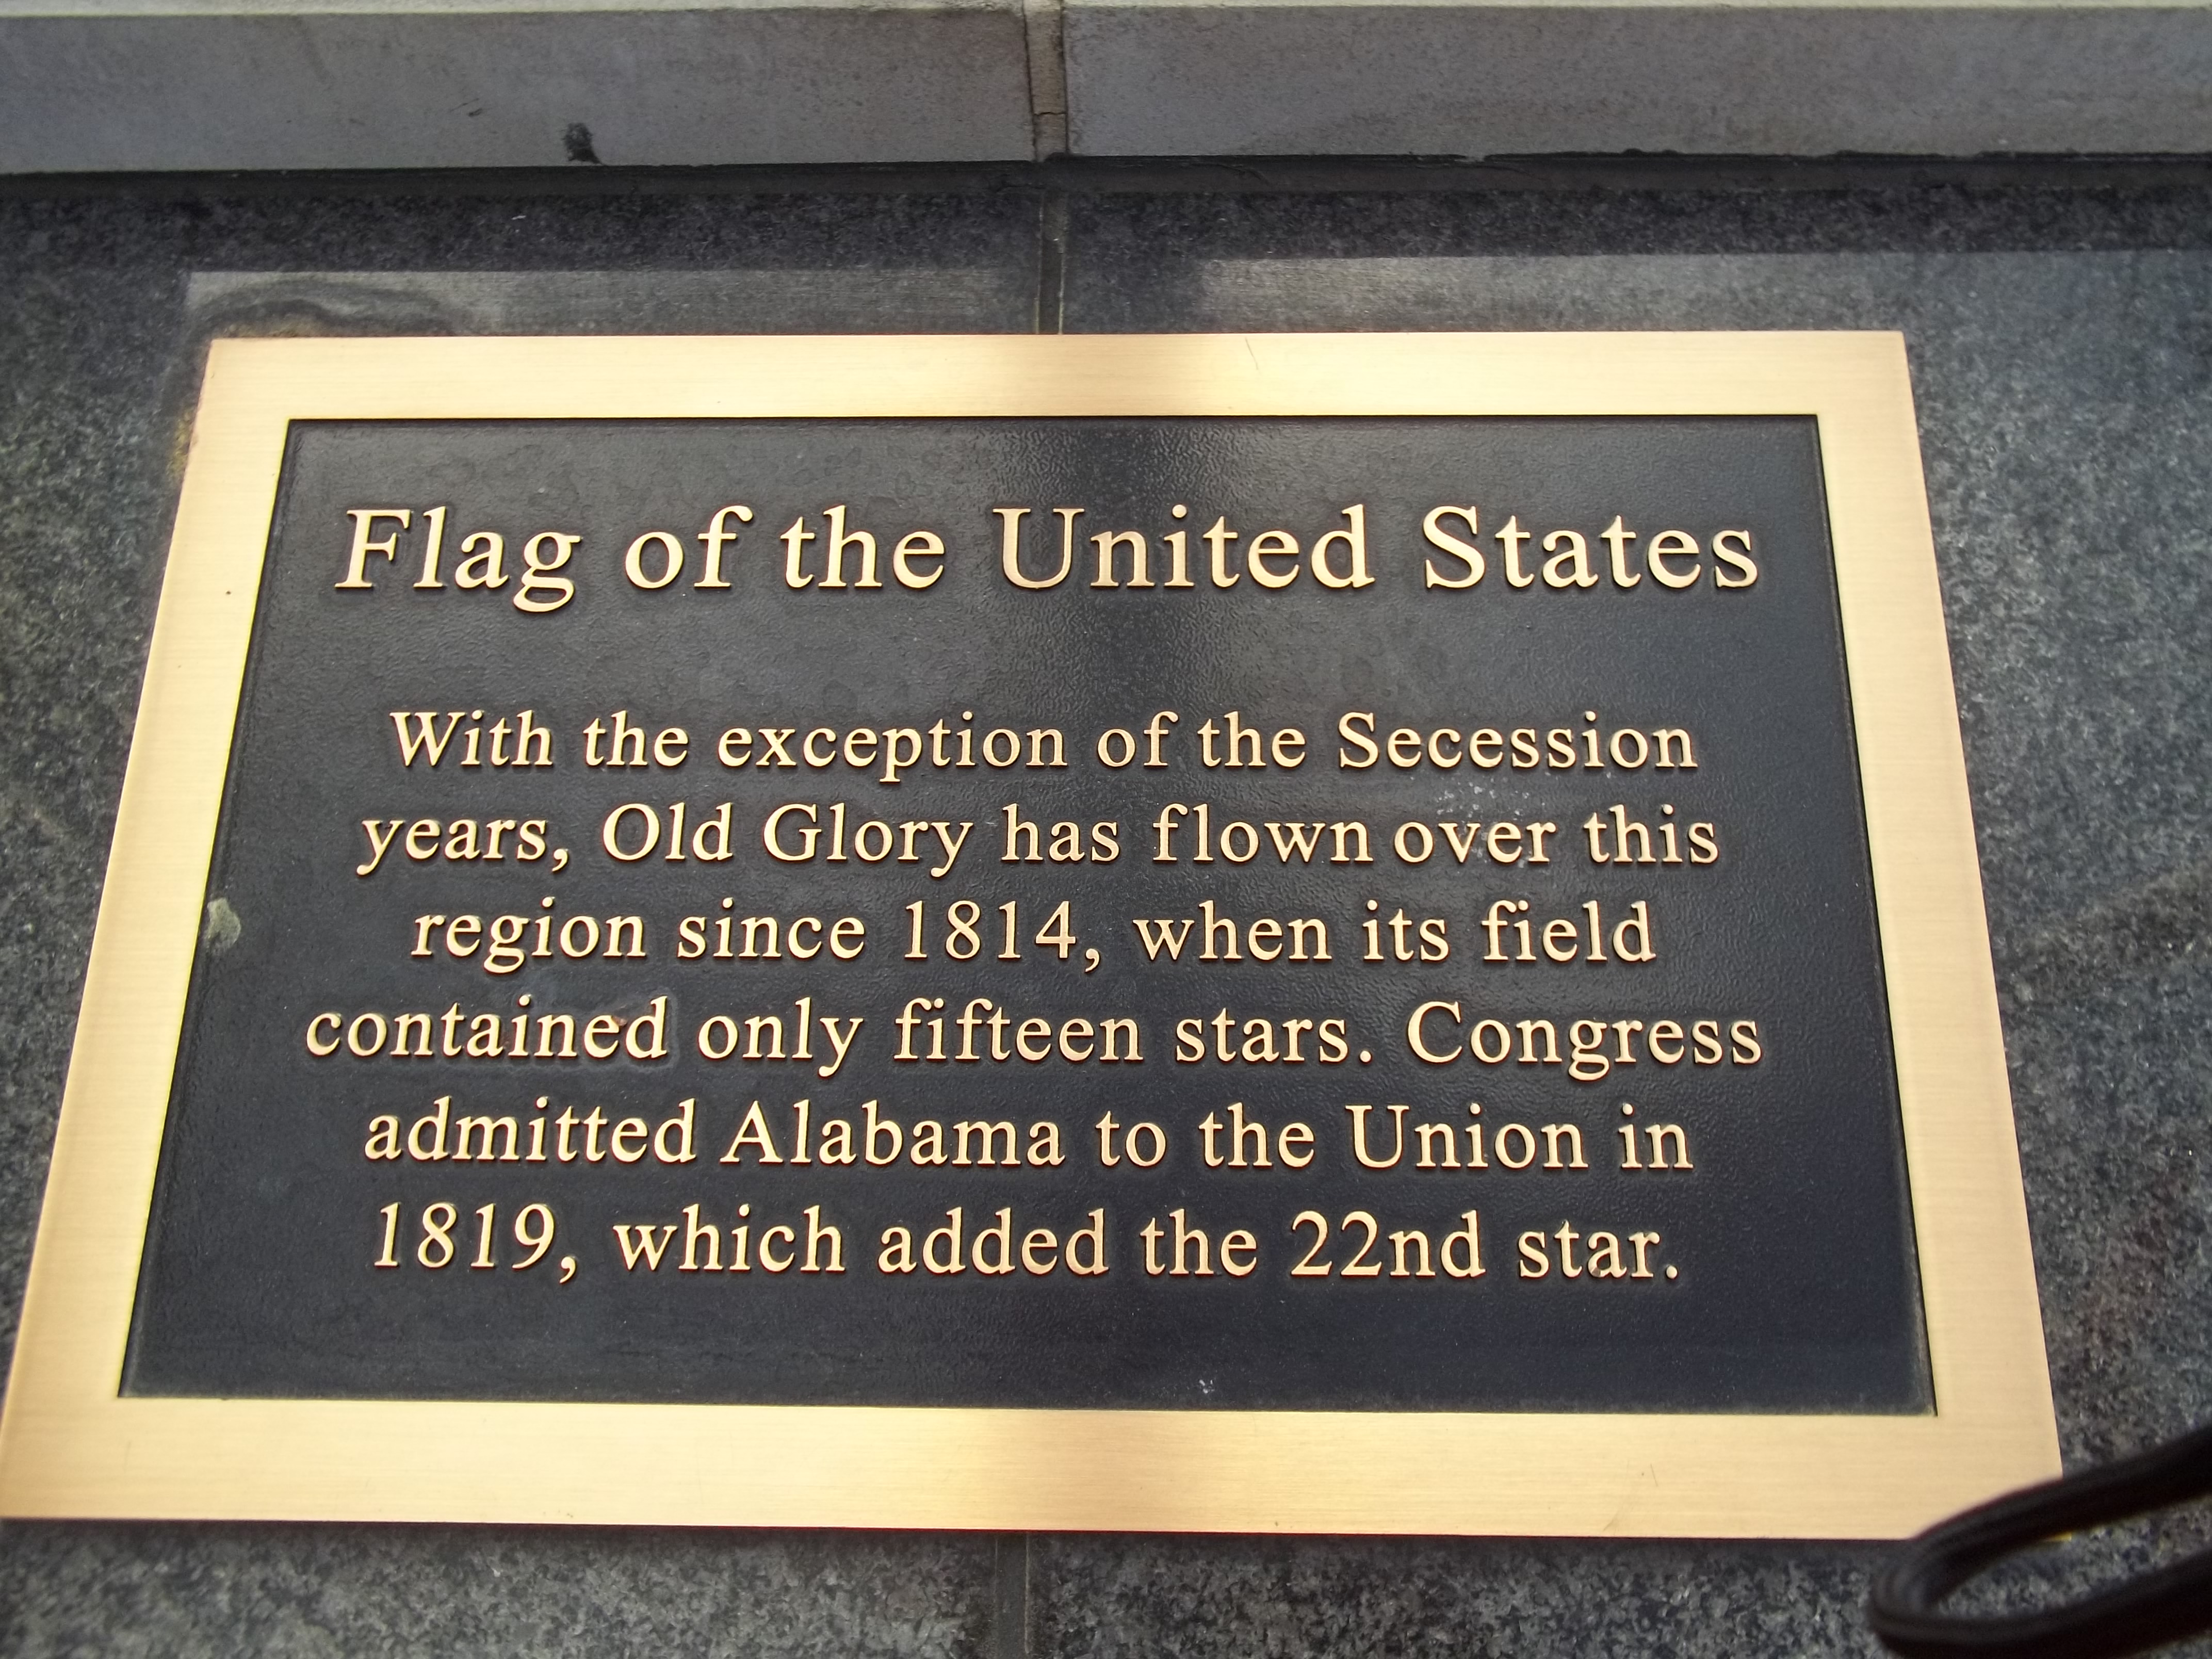 Flag of the United States
With the exception of the Secession
years, Old Glory has flown over this
region since 1814, when its field
contained only fifteen stars. Congress
admitted Alabama to the Union in
1819, which added the 22nd star.